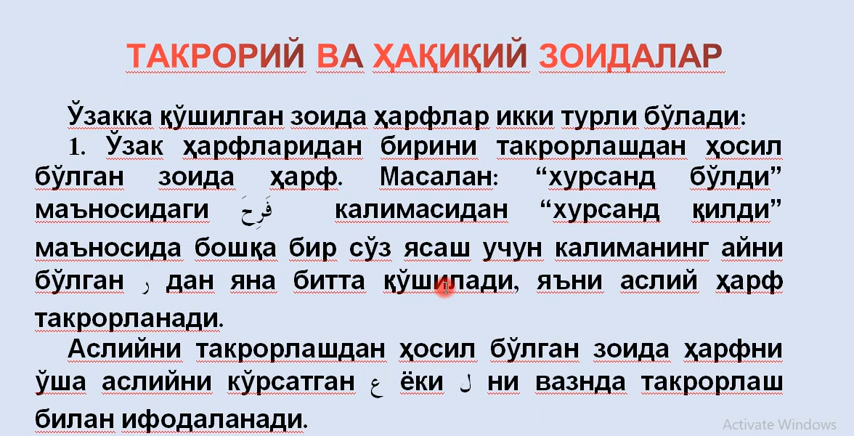 ТАКРОРИЙ ВА ҲАҚИҚИЙ ЗОИДАЛАР
Ўзакка қўшилган зоида ҳарфлар икки турли бўлади:
1. Ўзак ҳарфларидан бирини такрорлашдан ҳосил
бўлган зоида ҳарф. Масалан: “хурсанд бўлди”
маъносидаги فَرِحَ калимасидан “хурсанд қилди”
маъносида бошқа бир сўз ясаш учун калиманинг айни
бўлган ر дан яна битта қўшилади, яъни аслий ҳарф
такрорланади.
Аслийни такрорлашдан ҳосил бўлган зоида ҳарфни
ўша аслийни кўрсатган ع ёки ل ни вазнда такрорлаш
билан ифодаланади.
Activate Windows